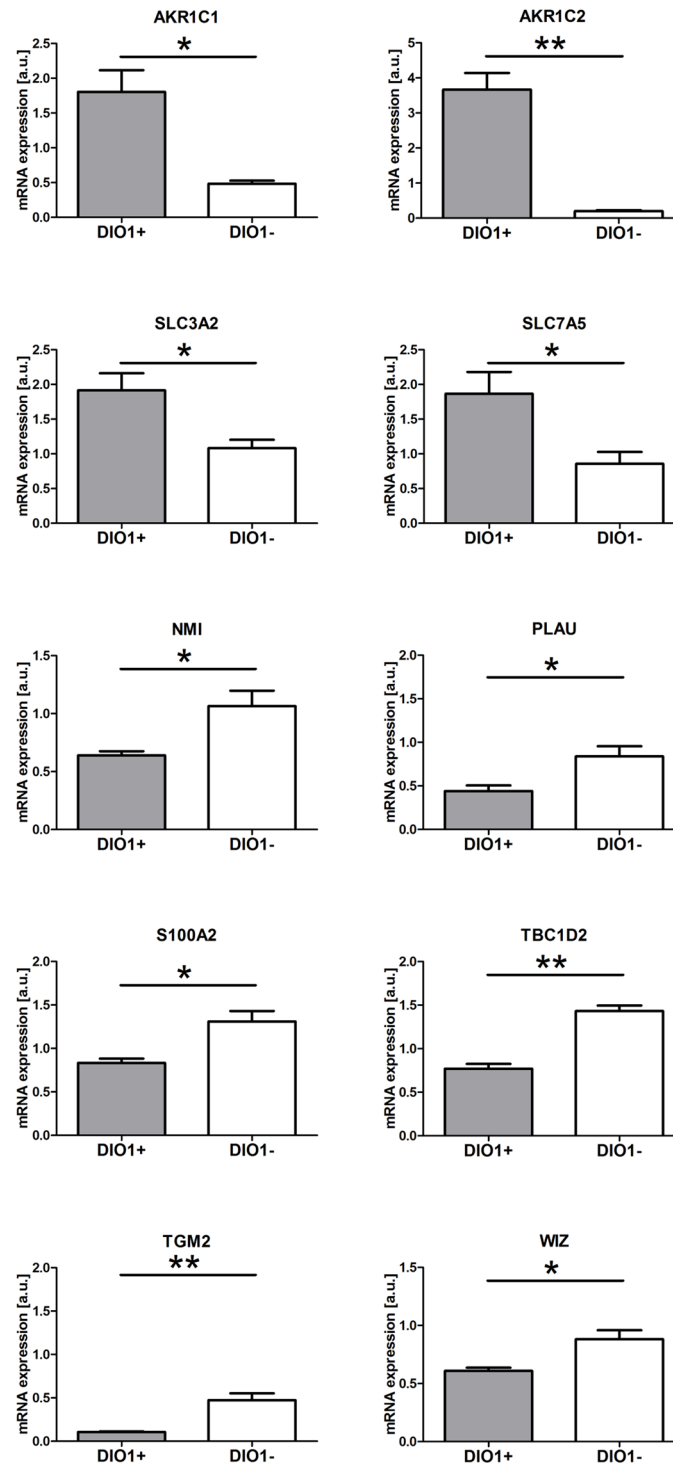 AKR1C1
*
mRNA expression [a.u.]
2.5
2.0
1.5
1.0
0.5
0.0
DIO1+ DIO1-
AKR1C2
**
mRNA expression [a.u.]
5
4
3
2
1
0
DIO1+ DIO1-
SLC3A2
*
mRNA expression [a.u.]
2.5
2.0
1.5
1.0
0.5
0.0
DIO1+ DIO1-
SLC7A5
*
mRNA expression [a.u.]
2.5
2.0
1.5
1.0
0.5
0.0
DIO1+ DIO1-
NMI
*
mRNA expression [a.u.]
1.5
1.0
0.5
0.0
DIO1+ DIO1-
PLAU
*
mRNA expression [a.u.]
2.0
1.5
1.0
0.5
0.0
DIO1+ DIO1-
S100A2
*
mRNA expression [a.u.]
2.0
1.5
1.0
0.5
0.0
DIO1+ DIO1-
TBC1D2
**
mRNA expression [a.u.]
2.0
1.5
1.0
0.5
0.0
DIO1+ DIO1-
TGM2
**
mRNA expression [a.u.]
2.0
1.5
1.0
0.5
0.0
DIO1+ DIO1-
WIZ
*
mRNA expression [a.u.]
1.5
1.0
0.5
0.0
DIO1+ DIO1-